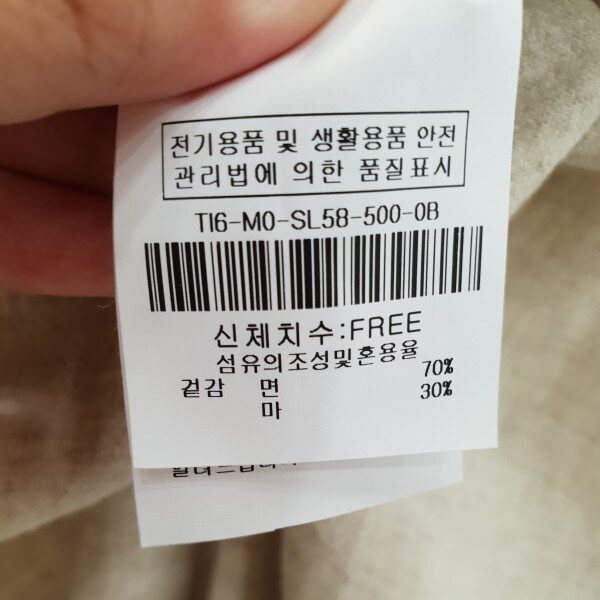 전기용품 및 생활용품 안전
관리법에 의한 품질표시
TI6-MO-SL58-500-0B
신체치수:FREE
섬유의조성및혼용율
겉감 면 70%
마 30%